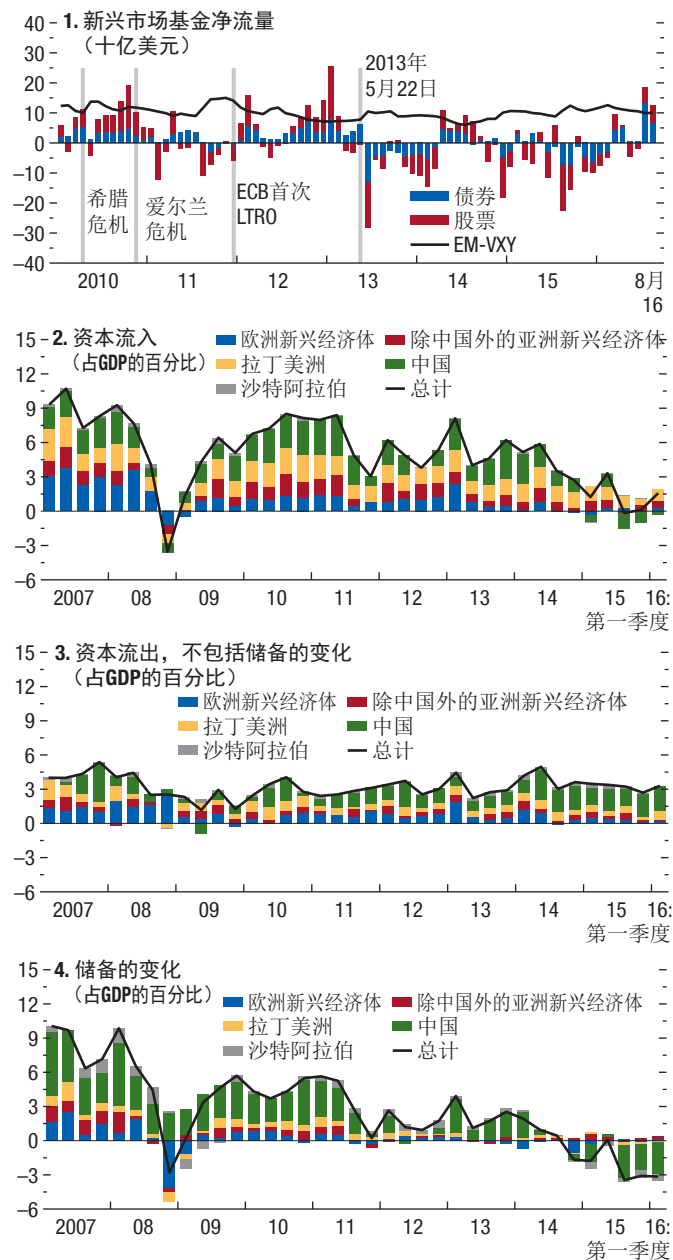 1. 新兴市场基金净流量
（十亿美元）
40
30
20
10
0
–10
–20
–30
–40
2013年
5月22日
希腊
危机
爱尔兰
危机
ECB首次
LTRO
债券
股票
EM-VXY
2010 11 12 13 14 15 8月
16
2. 资本流入
（占GDP的百分比）
欧洲新兴经济体 除中国外的亚洲新兴经济体
拉丁美洲 中国
沙特阿拉伯 总计
15
12
9
6
3
0
–3
–6
2007 08 09 10 11 12 13 14 15 16:
第一季度
3. 资本流出，不包括储备的变化
（占GDP的百分比）
欧洲新兴经济体 除中国外的亚洲新兴经济体
拉丁美洲 中国
沙特阿拉伯 总计
15
12
9
6
3
0
–3
–6
2007 08 09 10 11 12 13 14 15 16:
第一季度
4. 储备的变化
（占GDP的百分比）
欧洲新兴经济体 除中国外的亚洲新兴经济体
拉丁美洲 中国
沙特阿拉伯 总计
15
12
9
6
3
0
–3
–6
2007 08 09 10 11 12 13 14 15 16:
第一季度